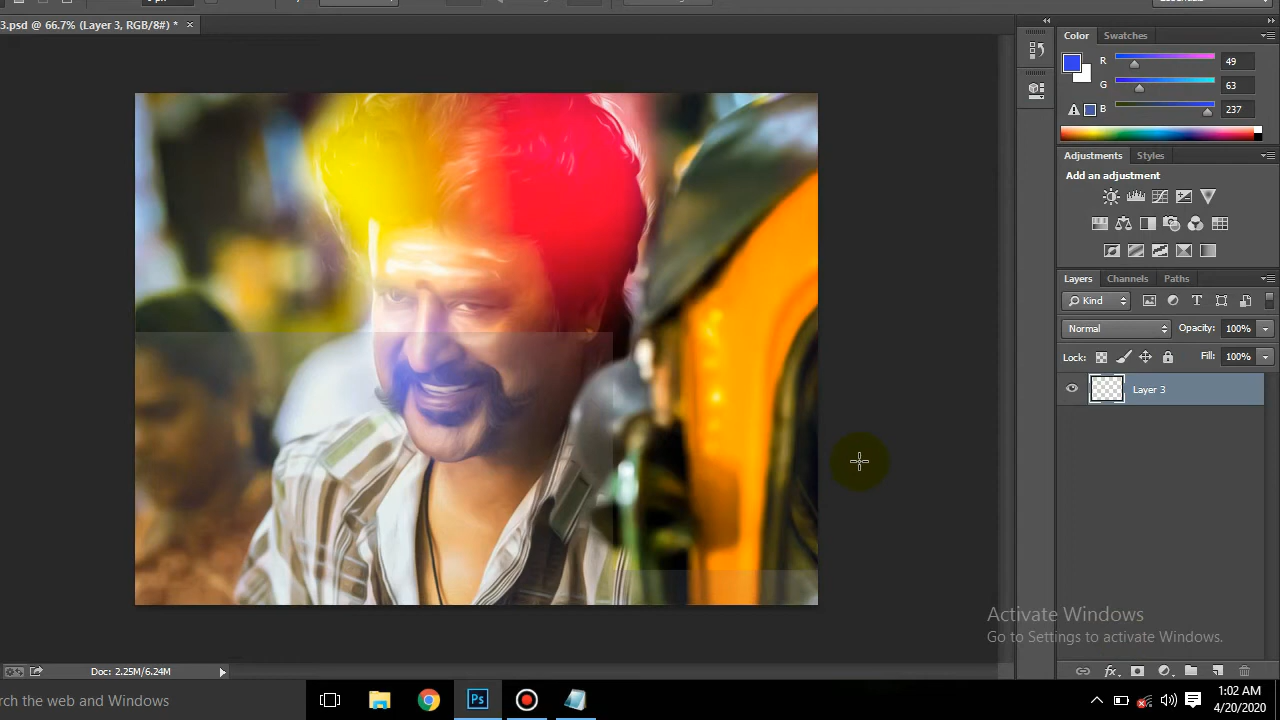 3.psd @ 66.7% (Layer 3, RGB/8#) * ×
Color Swatches
R 49
G 63
B 237
Adjustments Styles
Add an adjustment
Layers Channels Paths
Kind
Normal Opacity: 100%
Lock: Fill: 100%
Layer 3
Activate Windows
Go to Settings to activate Windows.
Doc: 2.25M/6.24M
rch the web and Windows
Ps
1:02 AM
4/20/2020